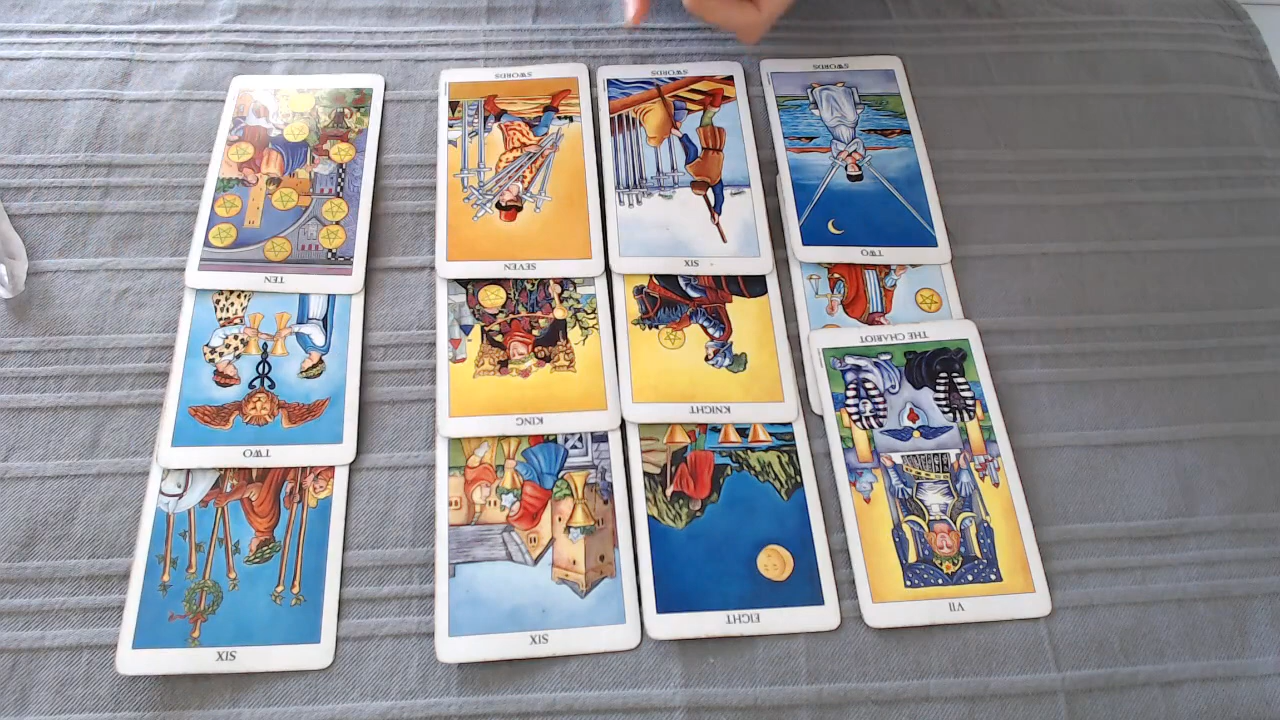 SWORDS
SWORDS
SWORDS
TEN
SEVEN
SIX
TWO
THE CHARIOT
TWO
KING
KNIGHT
SIX
SIX
EIGHT
VII